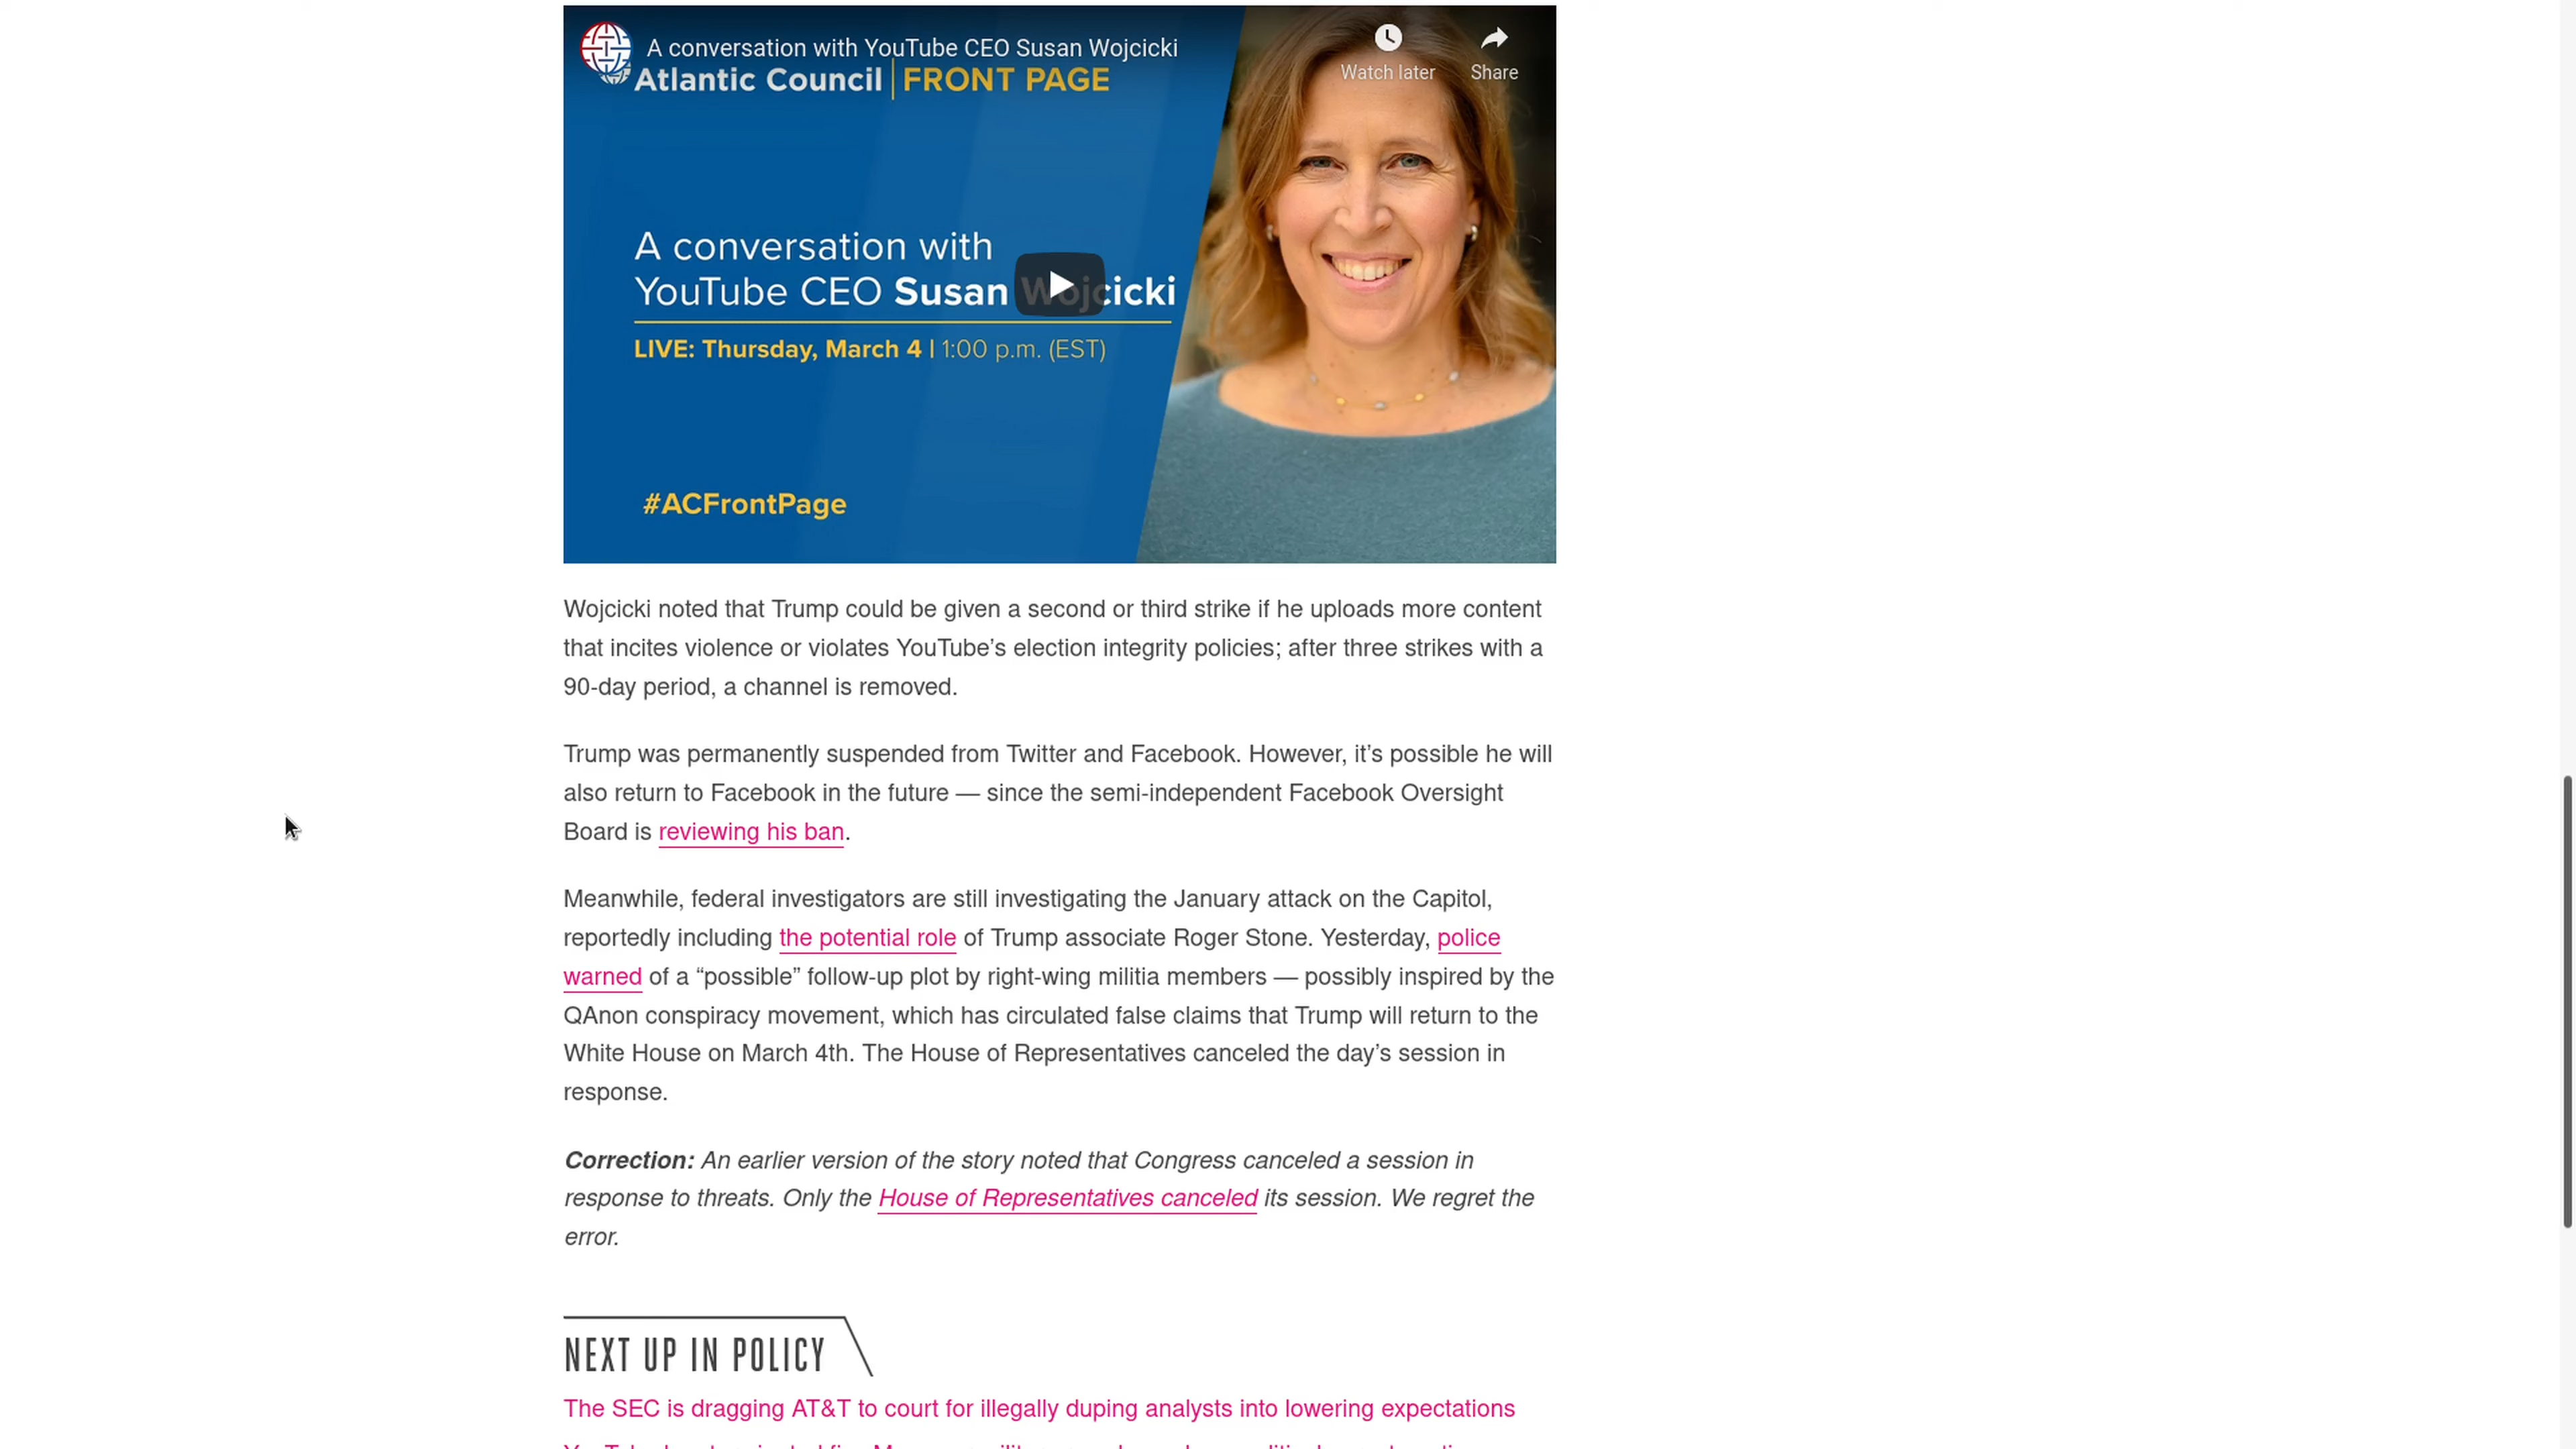 A conversation with YouTube CEO Susan Wojcicki
Watch later
Share
Atlantic Council | FRONT PAGE
A conversation with
YouTube CEO Susan Wojcicki
LIVE: Thursday, March 4 | 1:00 p.m. (EST)
#ACFrontPage
Wojcicki noted that Trump could be given a second or third strike if he uploads more content
that incites violence or violates YouTube’s election integrity policies; after three strikes with a
90-day period, a channel is removed.
Trump was permanently suspended from Twitter and Facebook. However, it’s possible he will
also return to Facebook in the future — since the semi-independent Facebook Oversight
Board is reviewing his ban.
Meanwhile, federal investigators are still investigating the January attack on the Capitol,
reportedly including the potential role of Trump associate Roger Stone. Yesterday, police
warned of a “possible” follow-up plot by right-wing militia members — possibly inspired by the
QAnon conspiracy movement, which has circulated false claims that Trump will return to the
White House on March 4th. The House of Representatives canceled the day’s session in
response.
Correction: An earlier version of the story noted that Congress canceled a session in
response to threats. Only the House of Representatives canceled its session. We regret the
error.
NEXT UP IN POLICY
The SEC is dragging AT&T to court for illegally duping analysts into lowering expectations